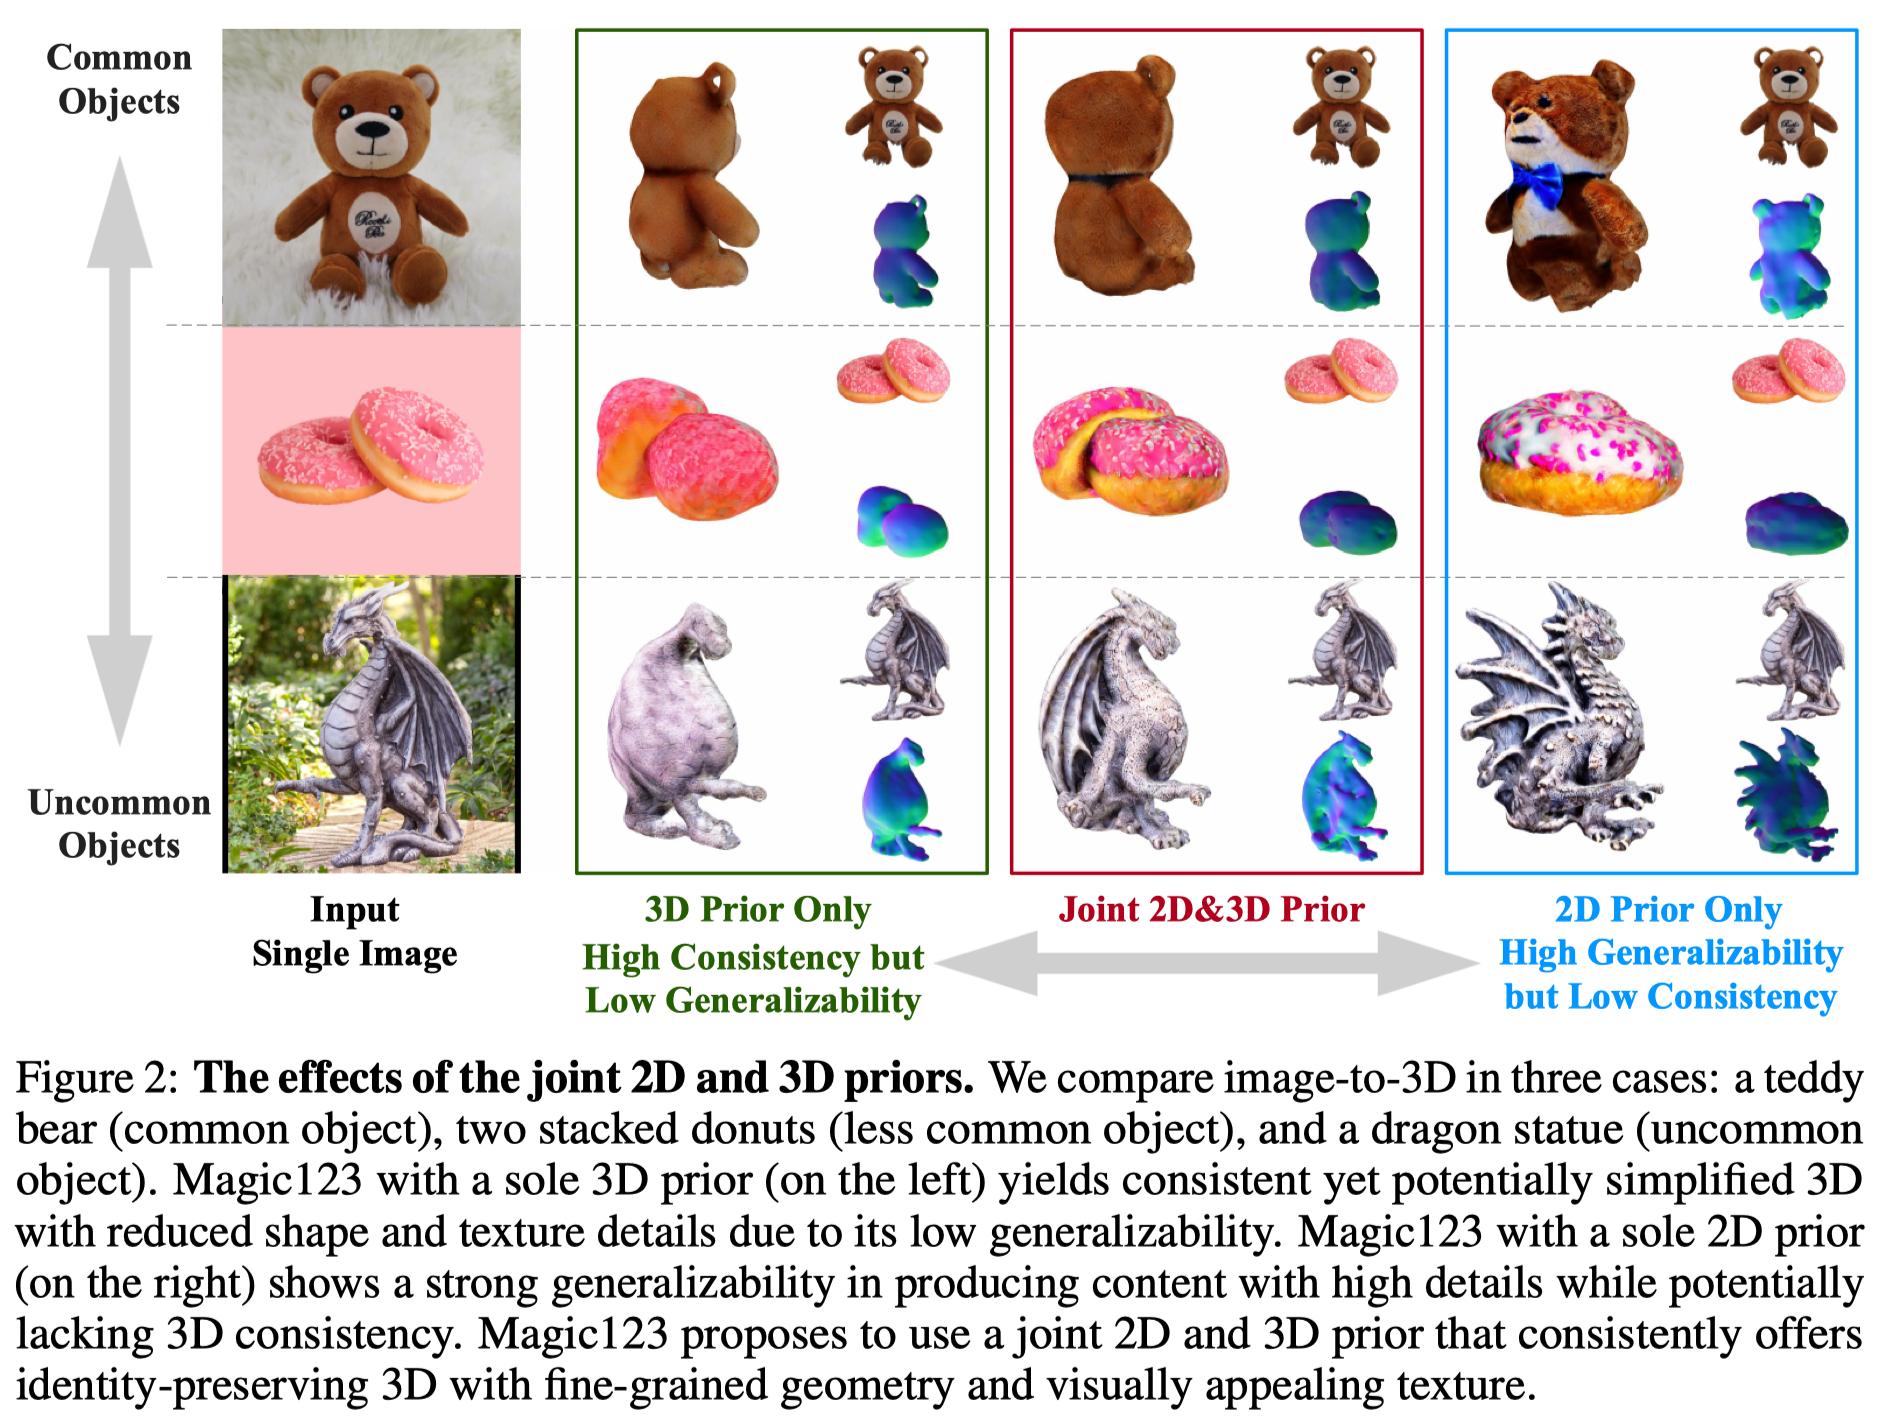 Common
Objects
Uncommon
Objects
Input
Single Image
3D Prior Only
High Consistency but
Low Generalizability
Joint 2D&3D Prior
2D Prior Only
High Generalizability
but Low Consistency
Figure 2: The effects of the joint 2D and 3D priors. We compare image-to-3D in three cases: a teddy
bear (common object), two stacked donuts (less common object), and a dragon statue (uncommon
object). Magic123 with a sole 3D prior (on the left) yields consistent yet potentially simplified 3D
with reduced shape and texture details due to its low generalizability. Magic123 with a sole 2D prior
(on the right) shows a strong generalizability in producing content with high details while potentially
lacking 3D consistency. Magic123 proposes to use a joint 2D and 3D prior that consistently offers
identity-preserving 3D with fine-grained geometry and visually appealing texture.